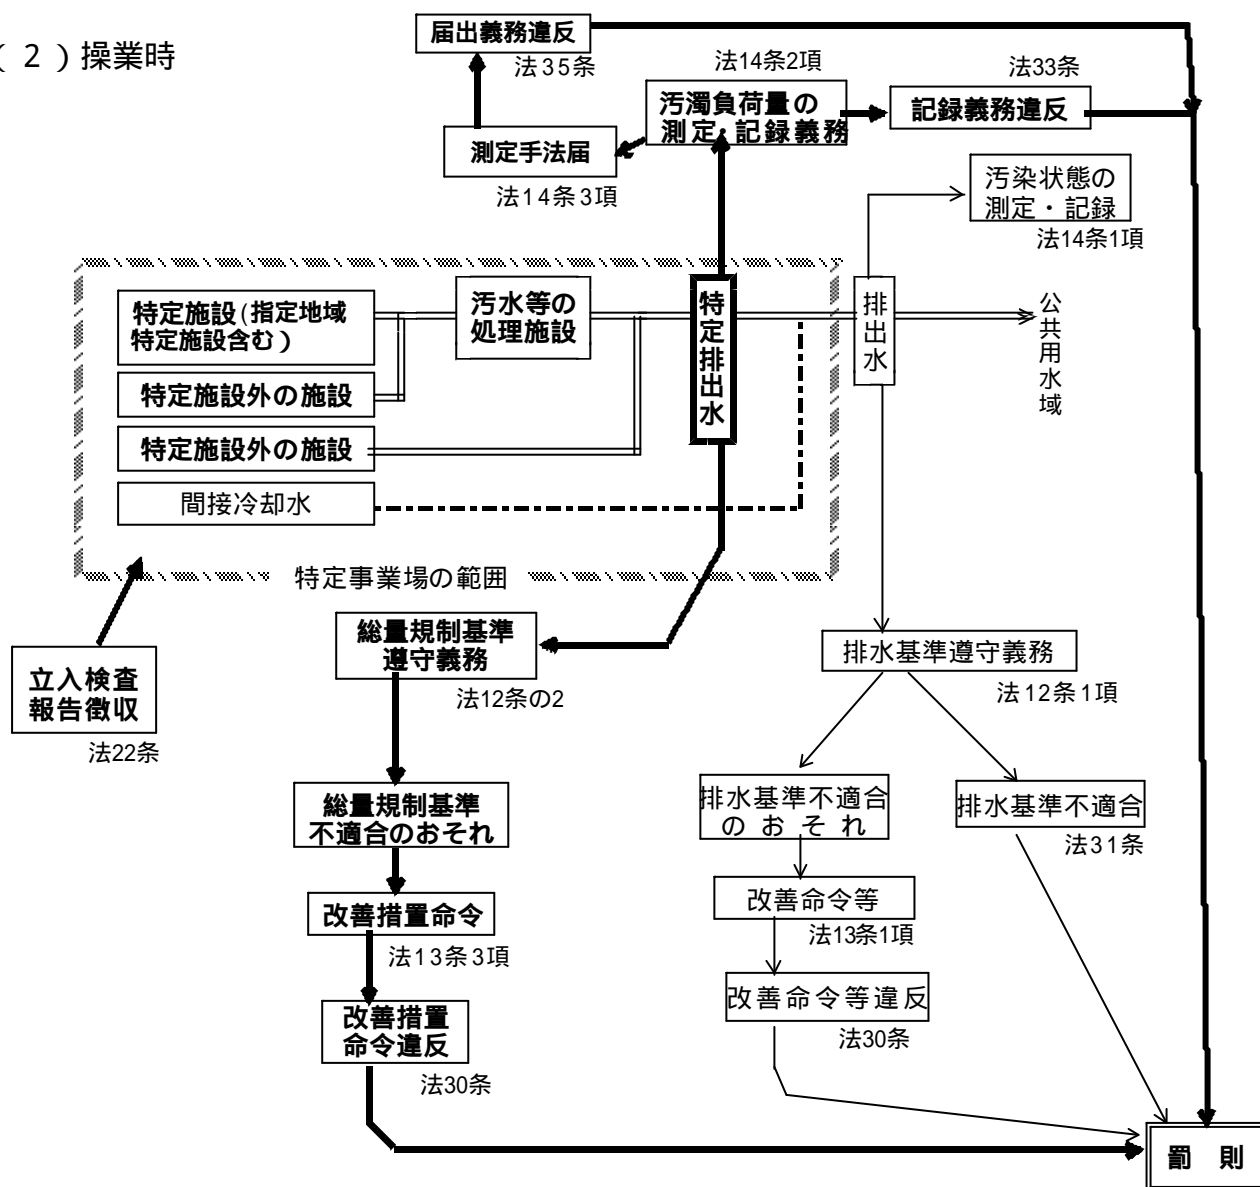 ( 2 ) 操業時
届出義務違反
法35条
法14条2項
汚濁負荷量の
測定・記録義務
法33条
記録義務違反
測定手法届
法14条3項
汚染状態の
測定・記録
法14条1項
特定施設(指定地域
特定施設含む)
汚水等の
処理施設
特定排出水
排出水
公共用水域
特定施設外の施設
特定施設外の施設
間接冷却水
特定事業場の範囲
立入検査
報告徴収
法22条
総量規制基準
遵守義務
法12条の2
排水基準遵守義務
法12条1項
総量規制基準
不適合のおそれ
排水基準不適合
のおそれ
排水基準不適合
法31条
改善措置命令
法13条3項
改善命令等
法13条1項
改善措置
命令違反
法30条
改善命令等違反
法30条
罰 則